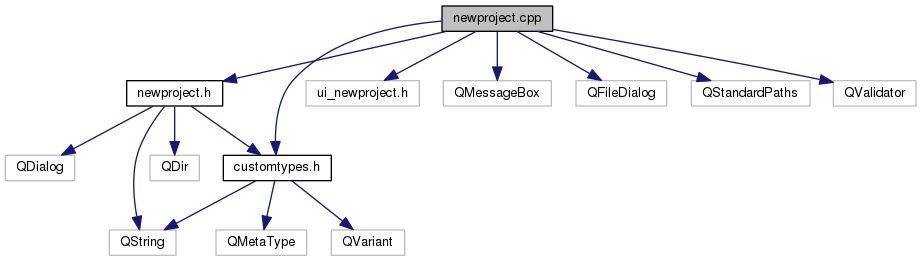 newproject.cpp
newproject.h
ui_newproject.h
QMessageBox
QFileDialog
QStandardPaths
QValidator
QDialog
QDir
customtypes.h
QString
QMetaType
QVariant